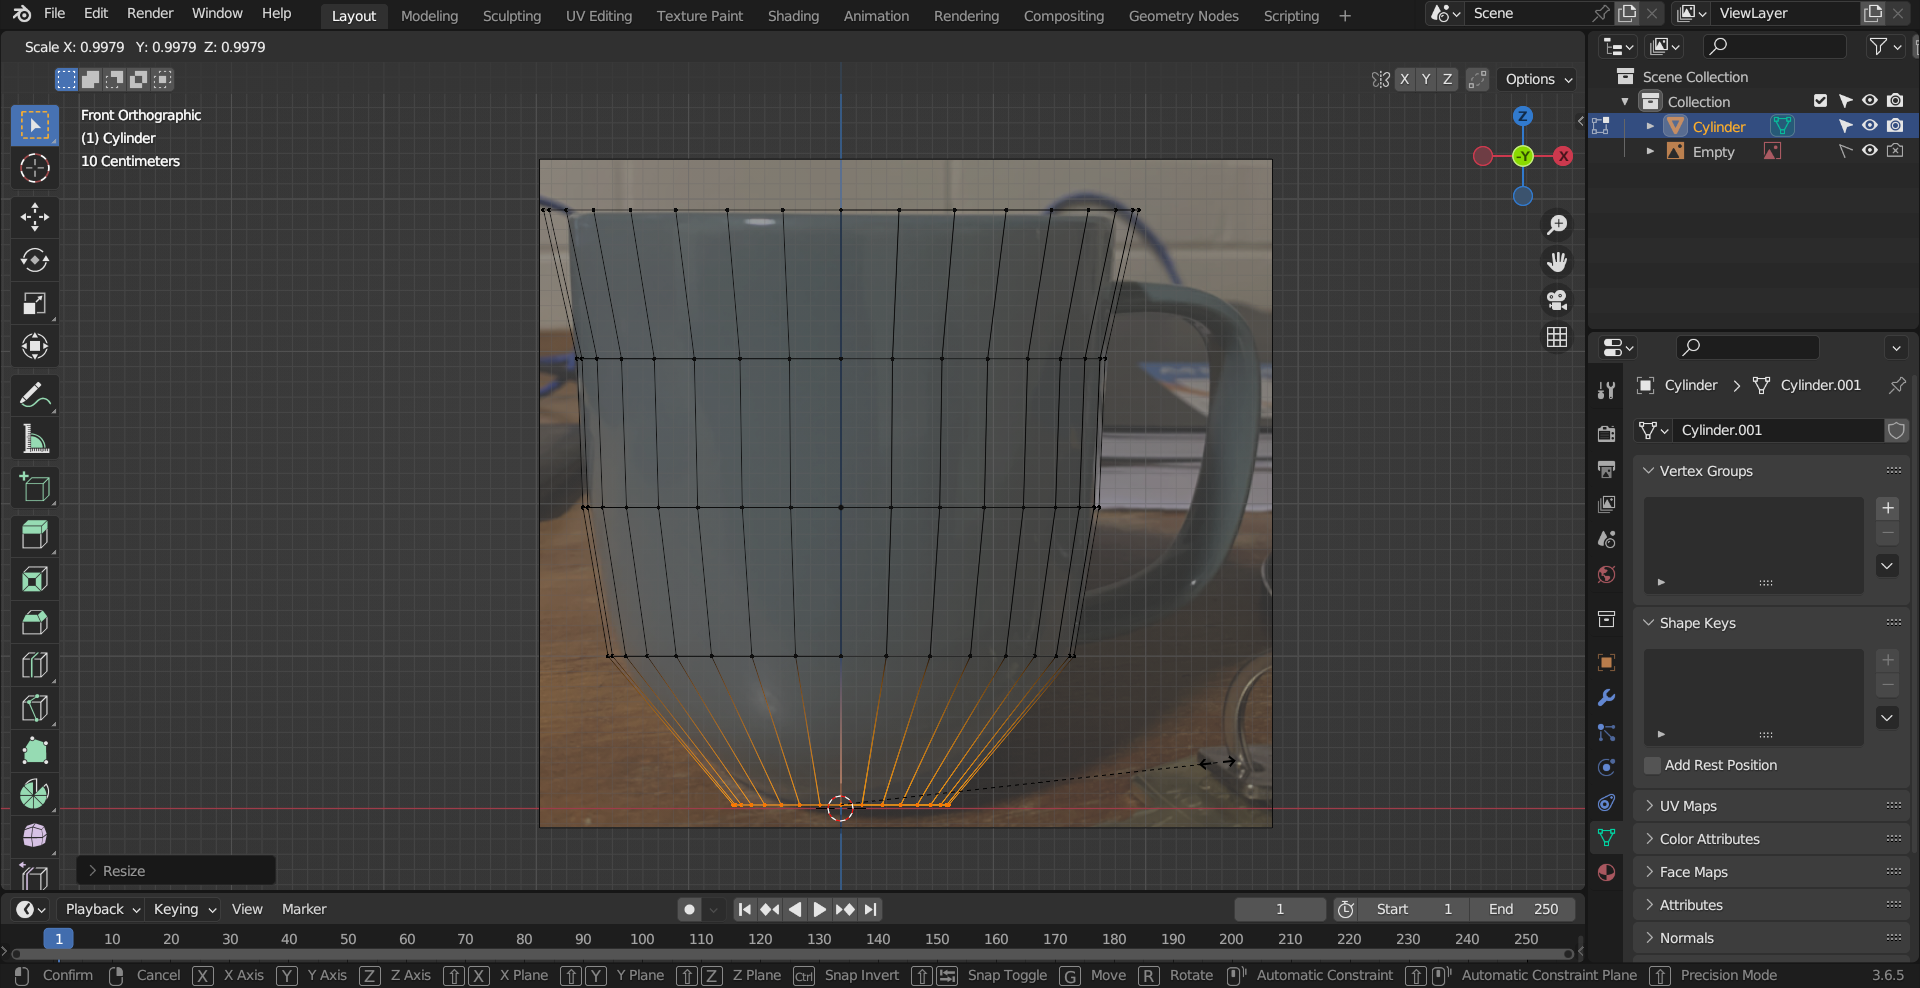 File Edit Render Window Help Layout Modeling Sculpting UV Editing Texture Paint Shading Animation Rendering Compositing Geometry Nodes Scripting + Scene ViewLayer
Scale X: 0.9979 Y: 0.9979 Z: 0.9979
X Y Z Options
Front Orthographic
(1) Cylinder
10 Centimeters
Z
-Y X
Scene Collection
Collection
Cylinder
Empty
Cylinder > Cylinder.001
Cylinder.001
Vertex Groups
Shape Keys
Add Rest Position
UV Maps
Color Attributes
Face Maps
Attributes
Normals
Resize
Playback Keying View Marker 1 Start 1 End 250
1 10 20 30 40 50 60 70 80 90 100 110 120 130 140 150 160 170 180 190 200 210 220 230 240 250
Confirm Cancel X X Axis Y Y Axis Z Z Axis X X Plane Y Y Plane Z Z Plane Ctrl Snap Invert Snap Toggle G Move R Rotate Automatic Constraint Automatic Constraint Plane Precision Mode 3.6.5